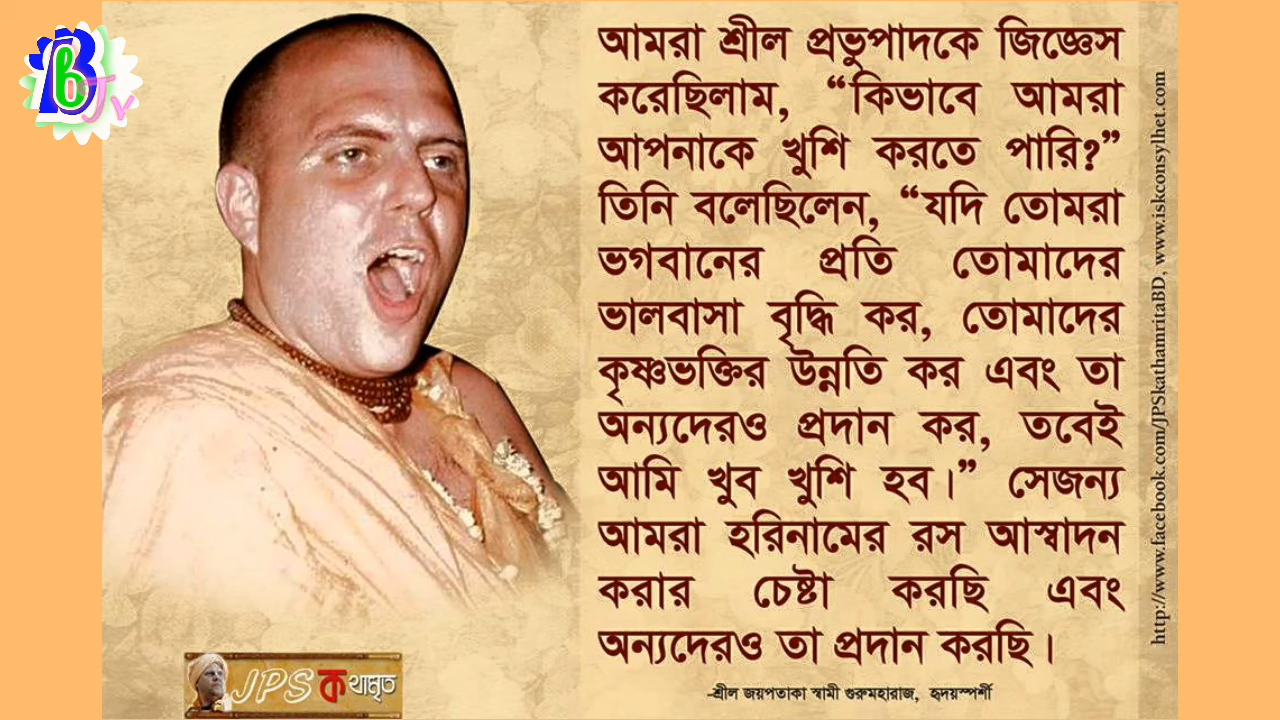 আমরা শ্রীল প্রভুপাদকে জিজ্ঞেস
করেছিলাম, “কিভাবে আমরা
আপনাকে খুশি করতে পারি?”
তিনি বলেছিলেন, “যদি তোমরা
ভগবানের প্রতি তোমাদের
ভালবাসা বৃদ্ধি কর, তোমাদের
কৃষ্ণভক্তির উন্নতি কর এবং তা
অন্যদেরও প্রদান কর, তবেই
আমি খুব খুশি হব।” সেজন্য
আমরা হরিনামের রস আস্বাদন
করার চেষ্টা করছি এবং
অন্যদেরও তা প্রদান করছি।
-শ্রীল জয়পতাকা স্বামী গুরুমহারাজ, হৃদয়স্পর্শী
JPS কথামৃত
http://www.facebook.com/JPSkathamritaBD, www.iskconsylhet.com